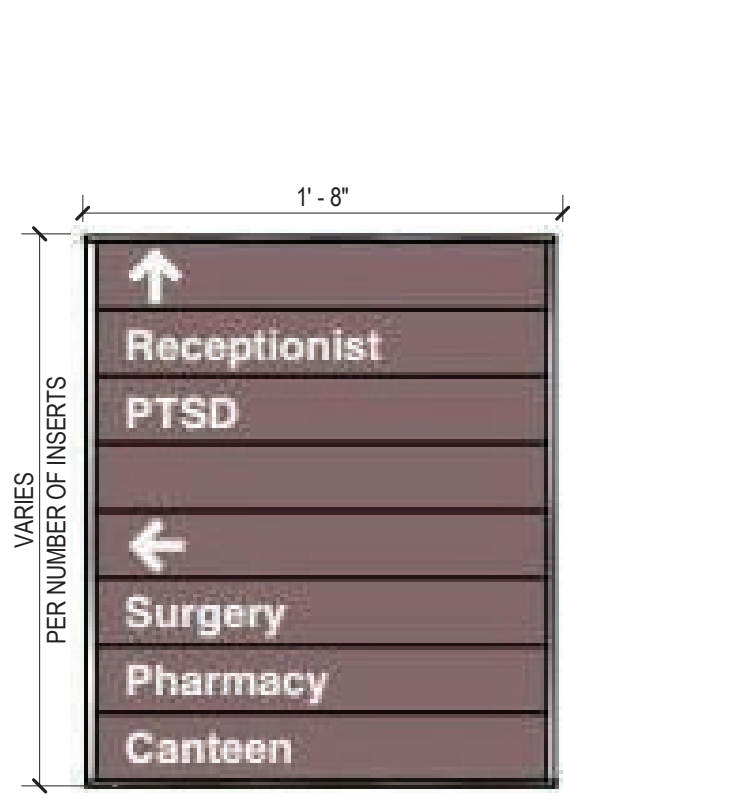 1' - 8"
VARIES
PER NUMBER OF INSERTS
Receptionist
PTSD
Surgery
Pharmacy
Canteen